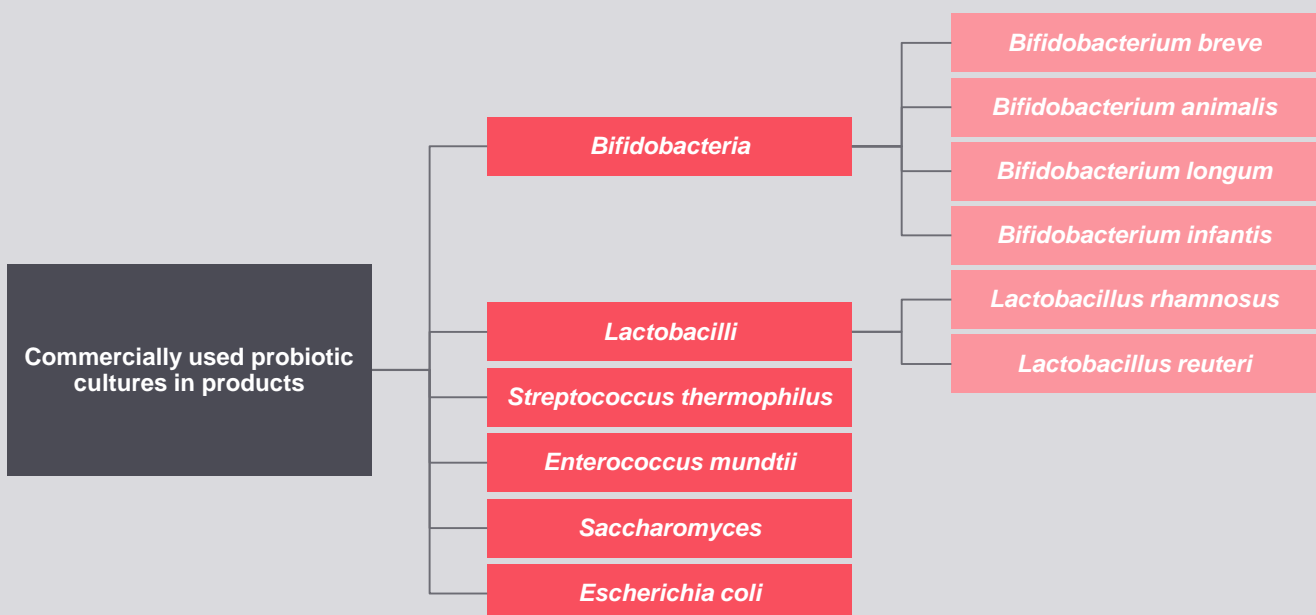 Commercially used probiotic
cultures in products
Bifidobacteria
Lactobacilli
Streptococcus thermophilus
Enterococcus mundtii
Saccharomyces
Escherichia coli
Bifidobacterium breve
Bifidobacterium animalis
Bifidobacterium longum
Bifidobacterium infantis
Lactobacillus rhamnosus
Lactobacillus reuteri